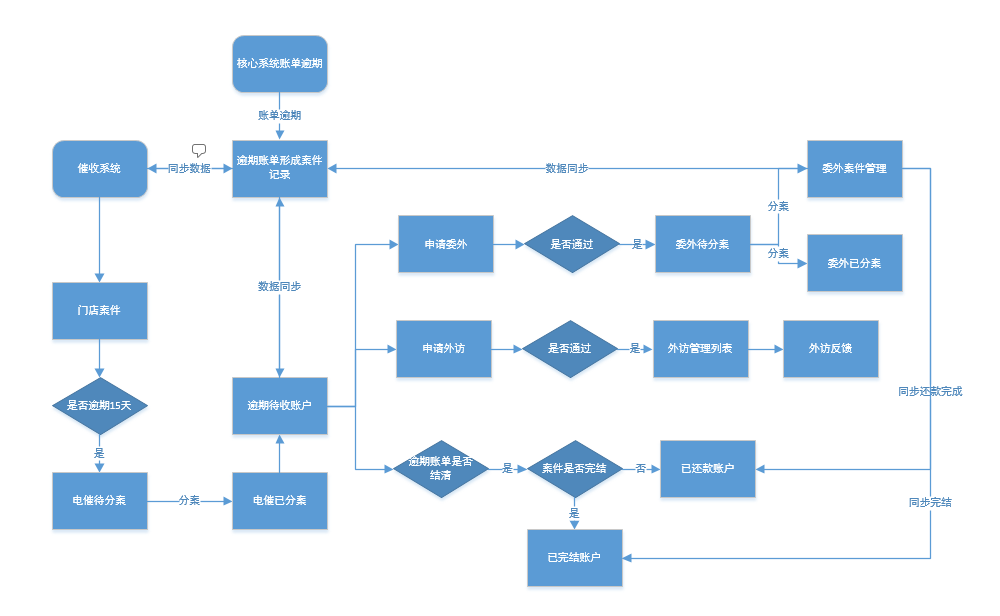 核心系统账单逾期
账单逾期
催收系统
同步数据
逾期账单形成案件
记录
数据同步
委外案件管理
分案
申请委外
是否通过
是
委外待分案
分案
委外已分案
数据同步
门店案件
申请外访
是否通过
是
外访管理列表
外访反馈
同步还款完成
是否逾期15天
逾期待收账户
是
逾期账单是否
结清
是
案件是否完结
否
已还款账户
电催待分案
分案
电催已分案
同步完结
是
已完结账户